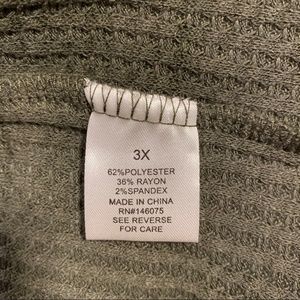 3X
62%POLYESTER
36% RAYON
2%SPANDEX
MADE IN CHINA
RN#146075
SEE REVERSE
FOR CARE